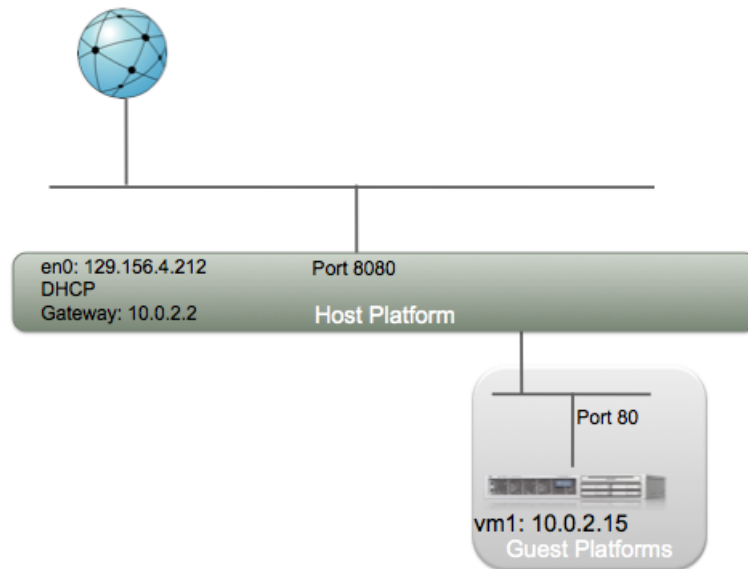 en0: 129.156.4.212
DHCP
Gateway: 10.0.2.2
Port 8080
Host Platform
Port 80
vm1: 10.0.2.15
Guest Platforms